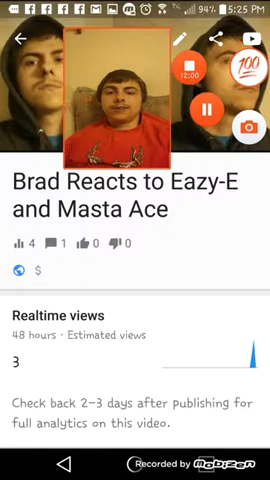 94% 5:25 PM
12:00
100
Brad Reacts to Eazy-E
and Masta Ace
4 1 0 0
$
Realtime views
48 hours · Estimated views
3
Check back 2–3 days after publishing for
full analytics on this video.
Recorded by mobizen